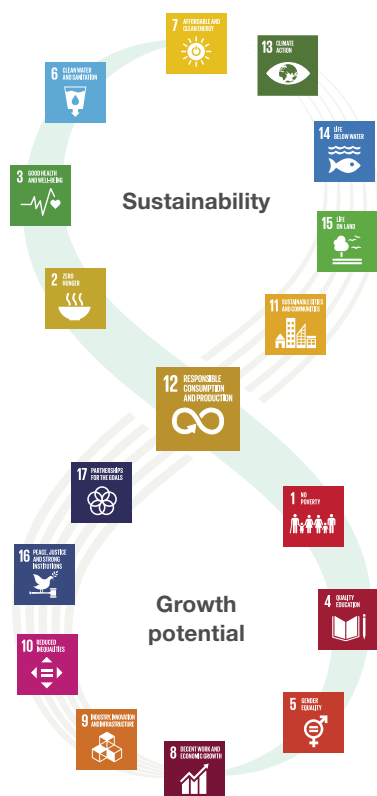 7 AFFORDABLE AND
CLEAN ENERGY
13 CLIMATE
ACTION
6 CLEAN WATER
AND SANITATION
14 LIFE
BELOW WATER
3 GOOD HEALTH
AND WELL-BEING
Sustainability
15 LIFE
ON LAND
2 ZERO
HUNGER
11 SUSTAINABLE CITIES
AND COMMUNITIES
12 RESPONSIBLE
CONSUMPTION
AND PRODUCTION
17 PARTNERSHIPS
FOR THE GOALS
1 NO
POVERTY
16 PEACE, JUSTICE
AND STRONG
INSTITUTIONS
Growth
potential
4 QUALITY
EDUCATION
10 REDUCED
INEQUALITIES
5 GENDER
EQUALITY
9 INDUSTRY, INNOVATION
AND INFRASTRUCTURE
8 DECENT WORK AND
ECONOMIC GROWTH